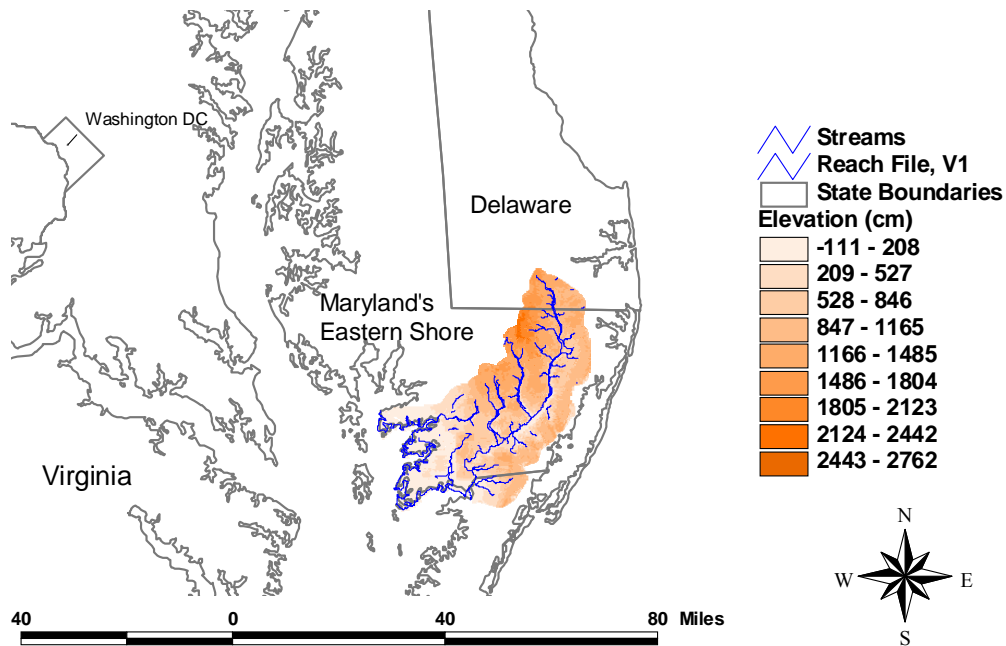 Washington DC
Delaware
Maryland's
Eastern Shore
Virginia
Streams
Reach File, V1
State Boundaries
Elevation (cm)
-111 - 208
209 - 527
528 - 846
847 - 1165
1166 - 1485
1486 - 1804
1805 - 2123
2124 - 2442
2443 - 2762
N
W E
S
40 0 40 80 Miles